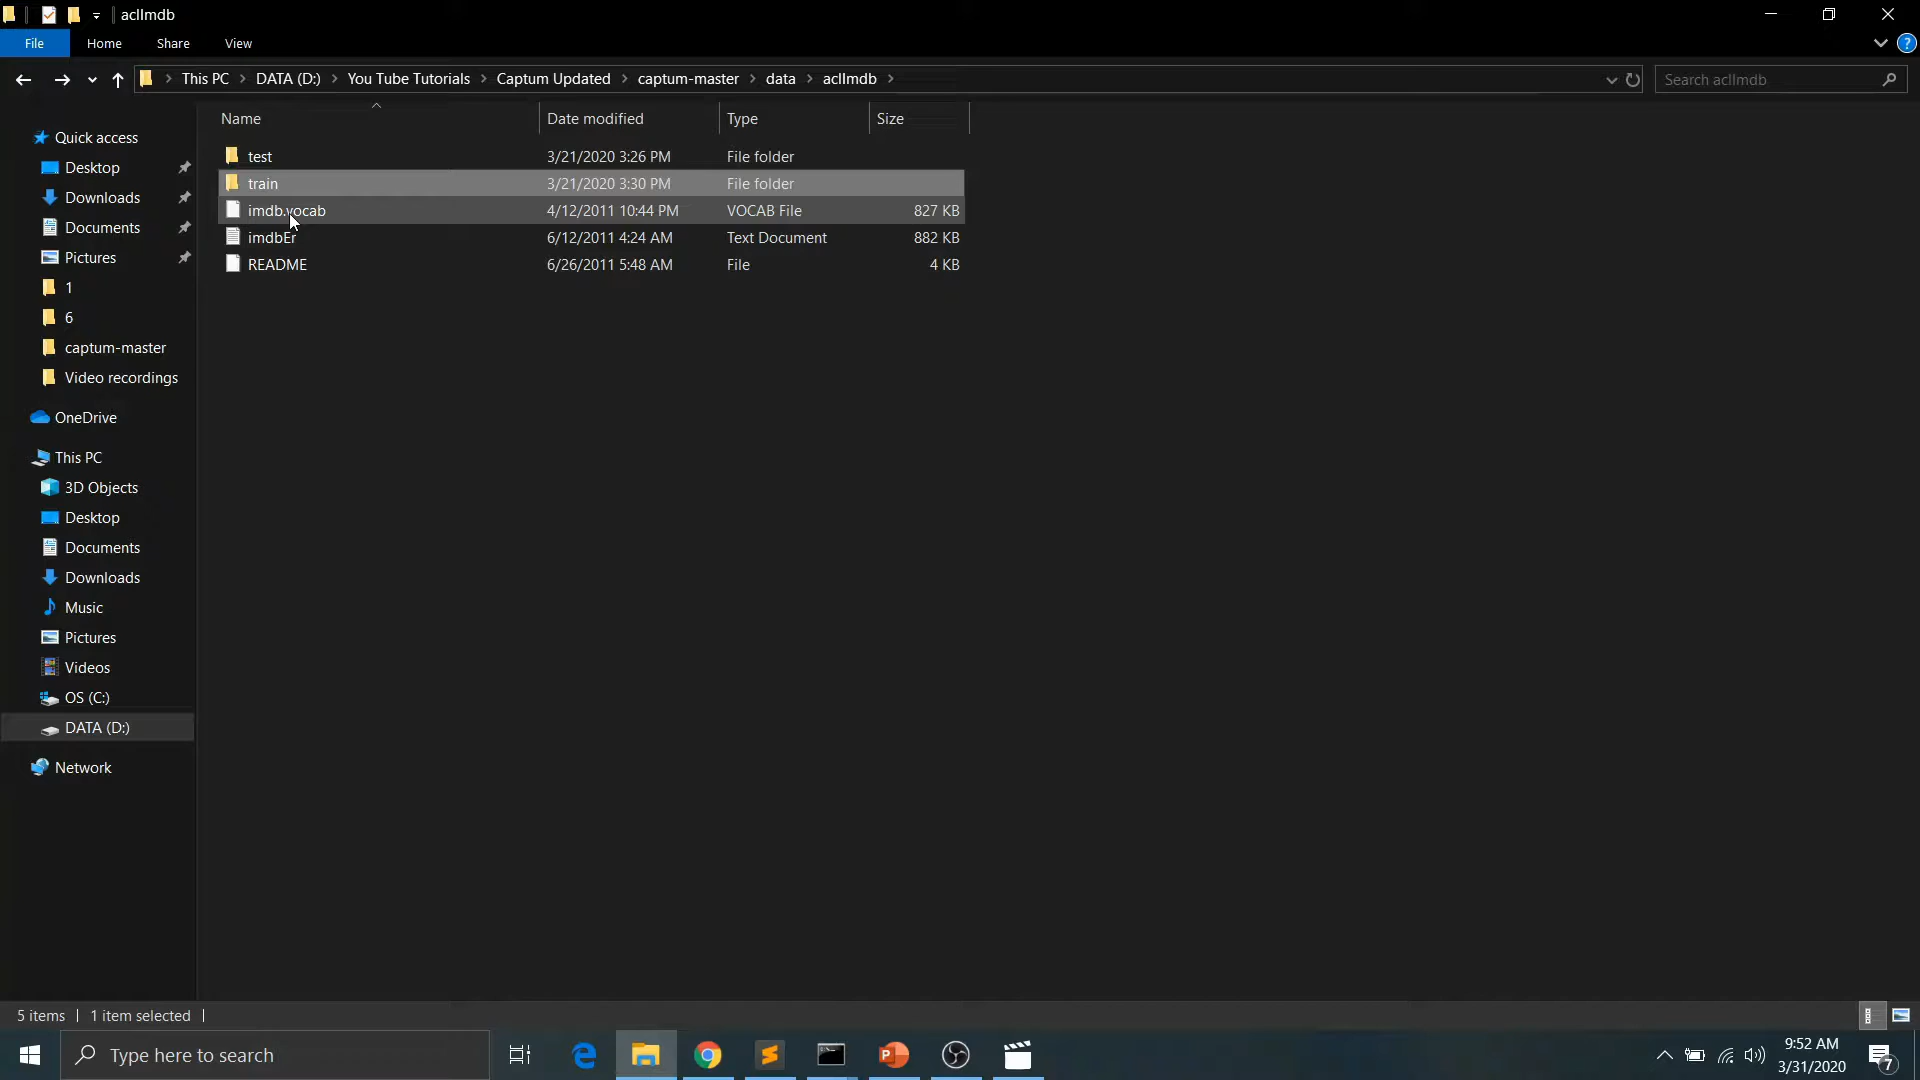 aclImdb
File Home Share View
This PC DATA (D:) You Tube Tutorials Captum Updated captum-master data aclImdb Search aclImdb
Name Date modified Type Size
test 3/21/2020 3:26 PM File folder
train 3/21/2020 3:30 PM File folder
imdb.vocab 4/12/2011 10:44 PM VOCAB File 827 KB
imdbEr 6/12/2011 4:24 AM Text Document 882 KB
README 6/26/2011 5:48 AM File 4 KB
Quick access
Desktop
Downloads
Documents
Pictures
1
6
captum-master
Video recordings
OneDrive
This PC
3D Objects
Desktop
Documents
Downloads
Music
Pictures
Videos
OS (C:)
DATA (D:)
Network
5 items 1 item selected
Type here to search
9:52 AM
3/31/2020
7